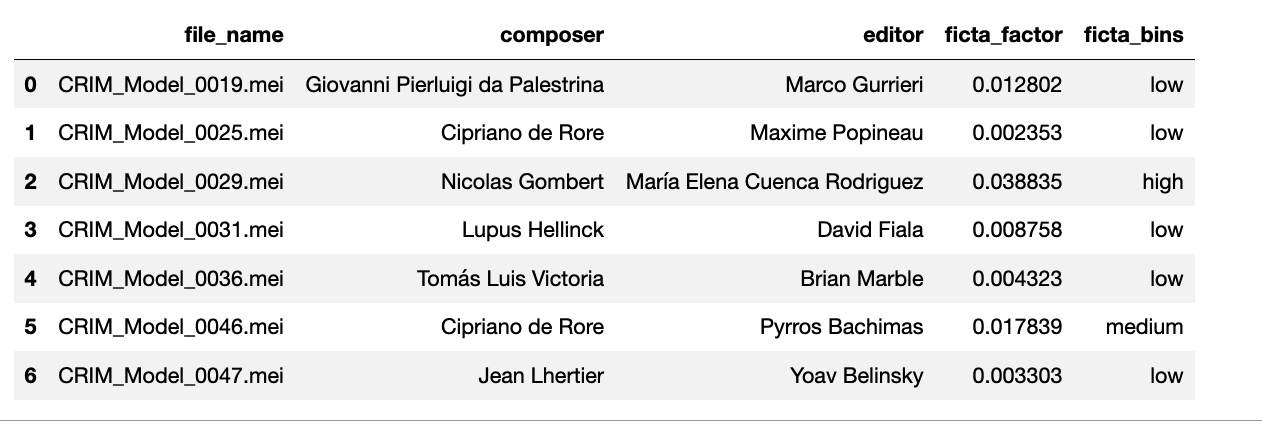 file_name composer editor ficta_factor ficta_bins
0 CRIM_Model_0019.mei Giovanni Pierluigi da Palestrina Marco Gurrieri 0.012802 low
1 CRIM_Model_0025.mei Cipriano de Rore Maxime Popineau 0.002353 low
2 CRIM_Model_0029.mei Nicolas Gombert María Elena Cuenca Rodriguez 0.038835 high
3 CRIM_Model_0031.mei Lupus Hellinck David Fiala 0.008758 low
4 CRIM_Model_0036.mei Tomás Luis Victoria Brian Marble 0.004323 low
5 CRIM_Model_0046.mei Cipriano de Rore Pyrros Bachimas 0.017839 medium
6 CRIM_Model_0047.mei Jean Lhertier Yoav Belinsky 0.003303 low